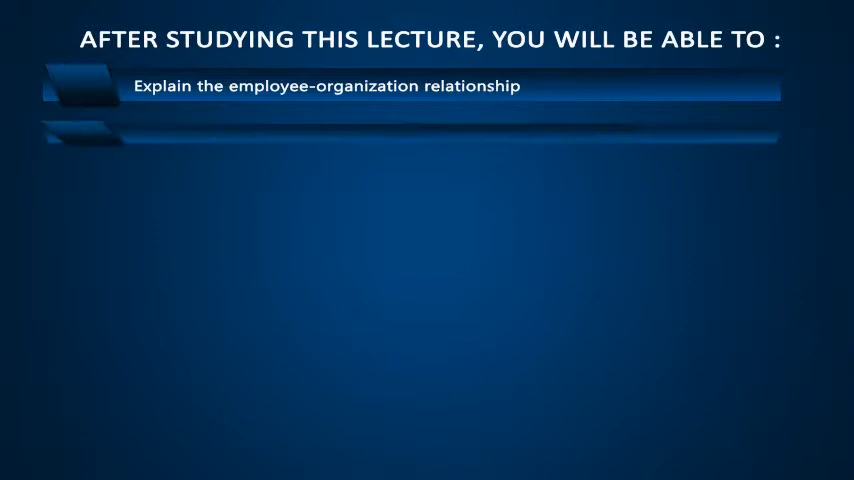 AFTER STUDYING THIS LECTURE, YOU WILL BE ABLE TO :
Explain the employee-organization relationship